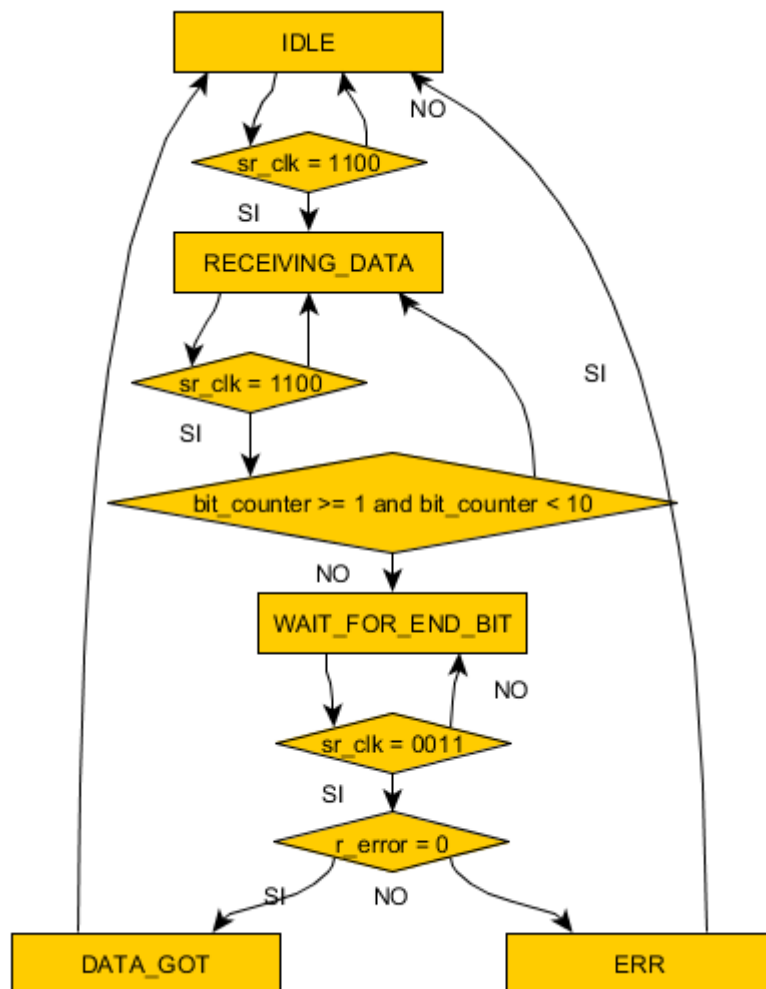 IDLE
NO
sr_clk = 1100
SI
RECEIVING_DATA
SI
sr_clk = 1100
SI
bit_counter >= 1 and bit_counter < 10
NO
WAIT_FOR_END_BIT
NO
sr_clk = 0011
SI
r_error = 0
SI
NO
DATA_GOT
ERR